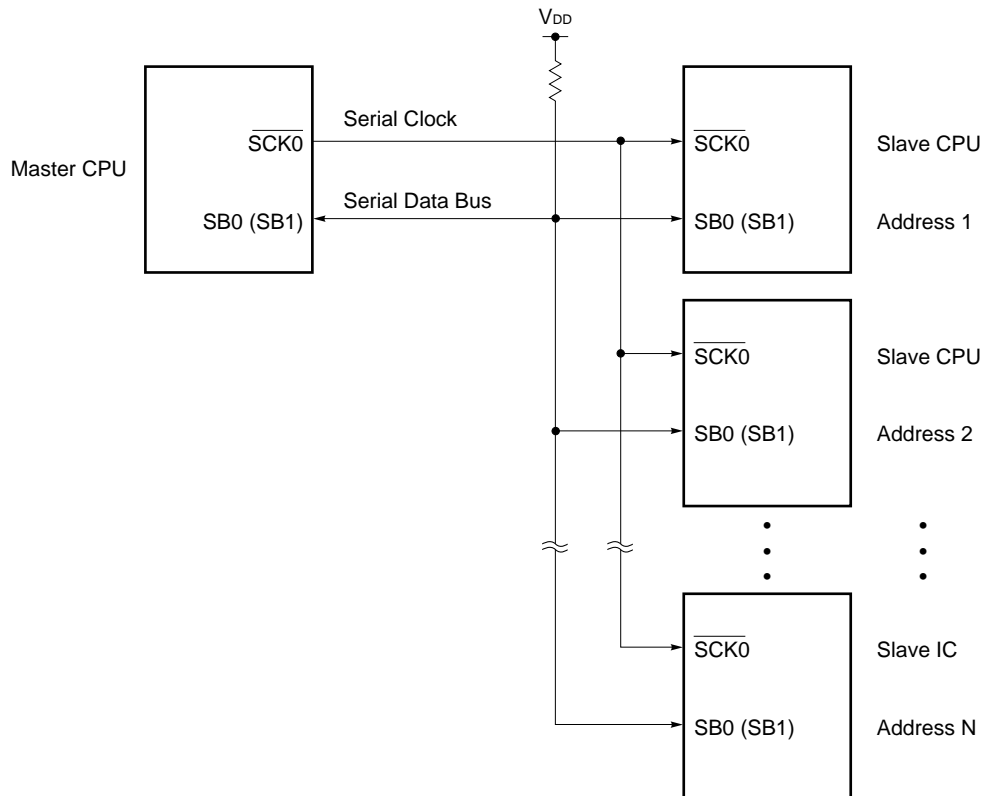 VDD
Serial Clock
SCK0
SCK0
Slave CPU
Master CPU
Serial Data Bus
SB0 (SB1)
SB0 (SB1)
Address 1
SCK0
Slave CPU
SB0 (SB1)
Address 2
SCK0
Slave IC
SB0 (SB1)
Address N